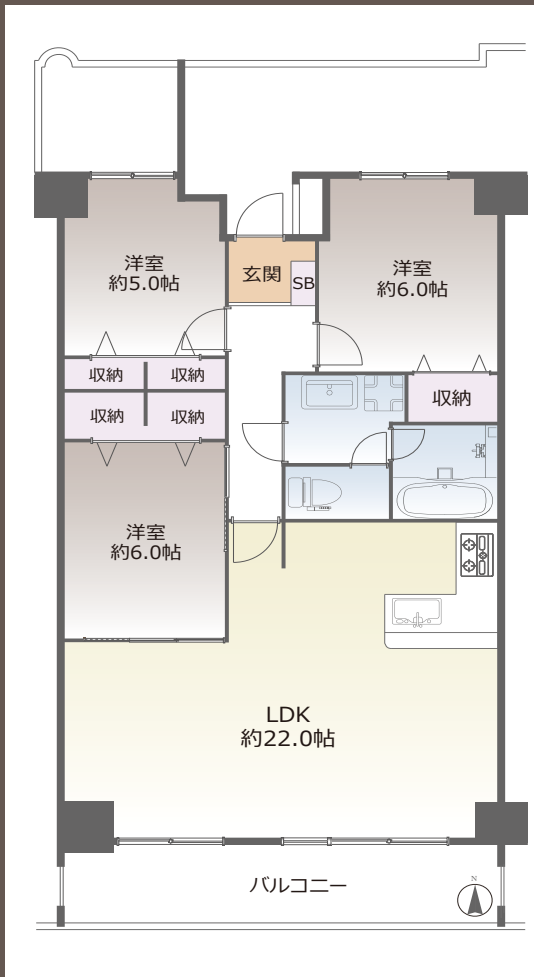 洋室
約5.0帖
玄関
SB
洋室
約6.0帖
収納
収納
収納
収納
収納
洋室
約6.0帖
LDK
約22.0帖
バルコニー
N